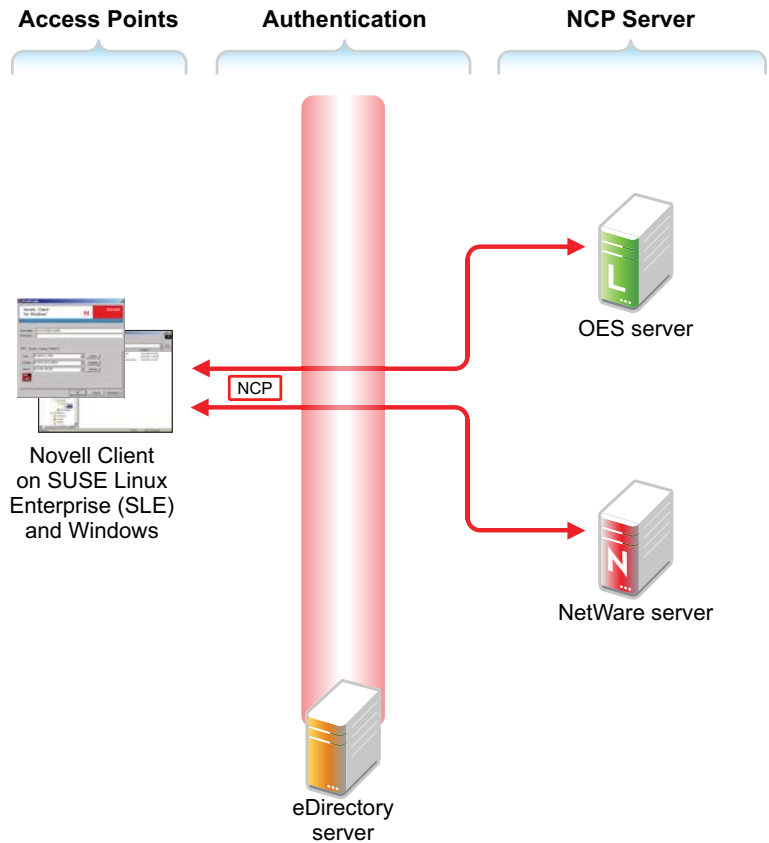 Access Points
Authentication
NCP Server
L
OES server
N
NCP
Novell Client
on SUSE Linux
Enterprise (SLE)
and Windows
N
NetWare server
eDirectory
server